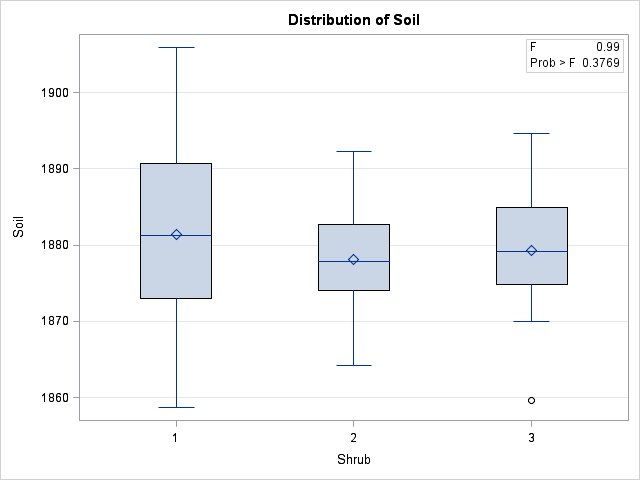 Distribution of Soil
F 0.99
Prob > F 0.3769
1900
1890
1880
1870
1860
Soil
1 2 3
Shrub